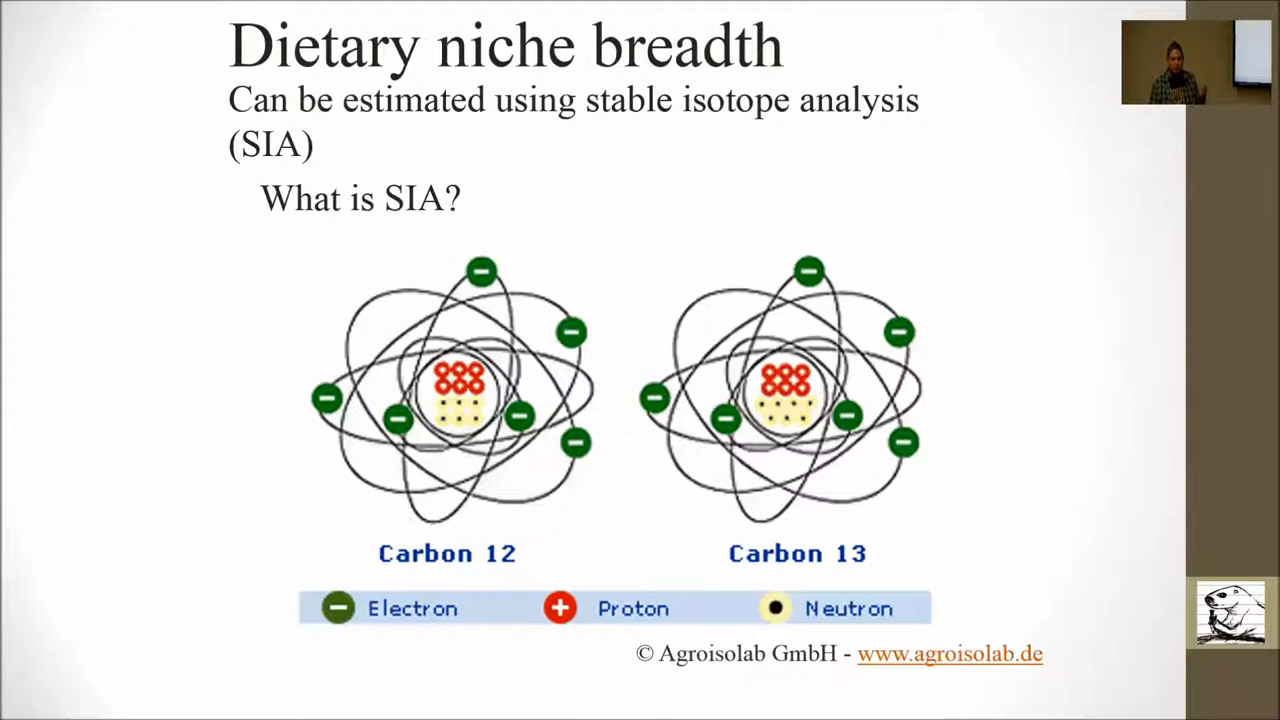 Dietary niche breadth
Can be estimated using stable isotope analysis
(SIA)
What is SIA?
Carbon 12
Carbon 13
Electron
Proton
Neutron
© Agroisolab GmbH - www.agroisolab.de